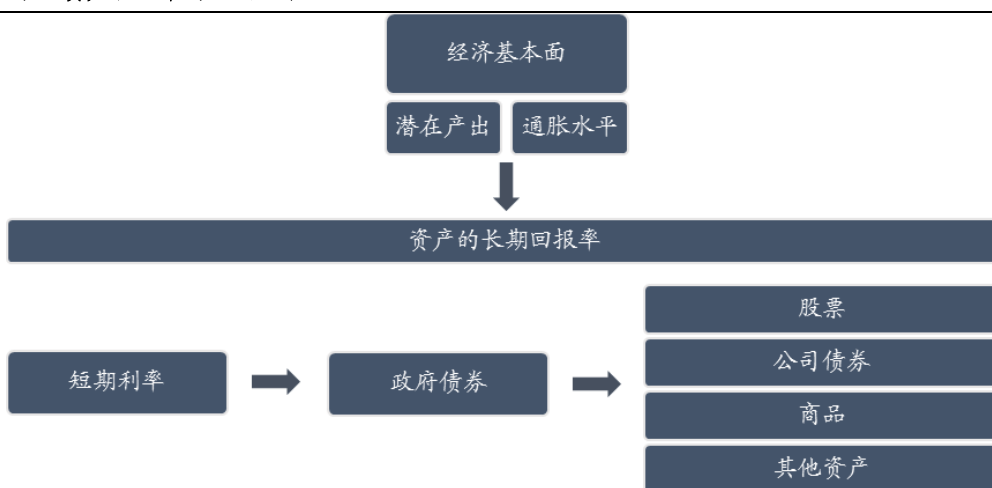 经济基本面
潜在产出
通胀水平
资产的长期回报率
短期利率
政府债券
股票
公司债券
商品
其他资产